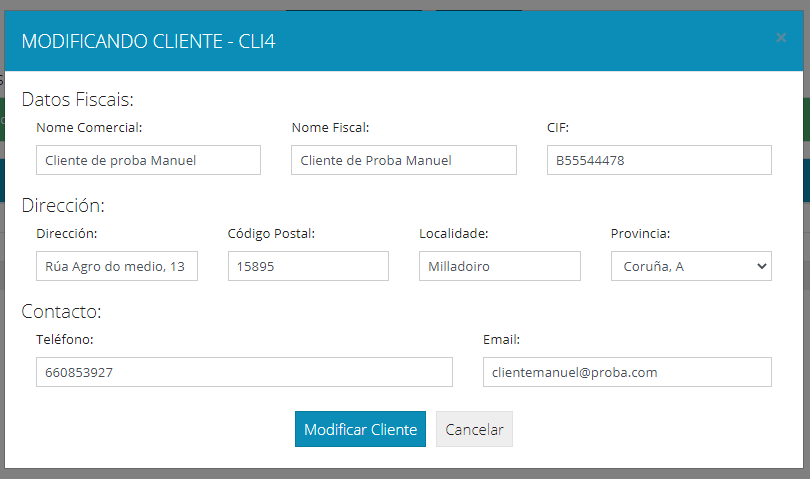 MODIFICANDO CLIENTE - CLI4 ×
Datos Fiscais:
Nome Comercial: Nome Fiscal: CIF:
Cliente de proba Manuel Cliente de Proba Manuel B55544478
Dirección:
Dirección: Código Postal: Localidade: Provincia:
Rúa Agro do medio, 13 15895 Milladoiro Coruña, A
Contacto:
Teléfono: Email:
660853927 clientemanuel@proba.com
Modificar Cliente Cancelar